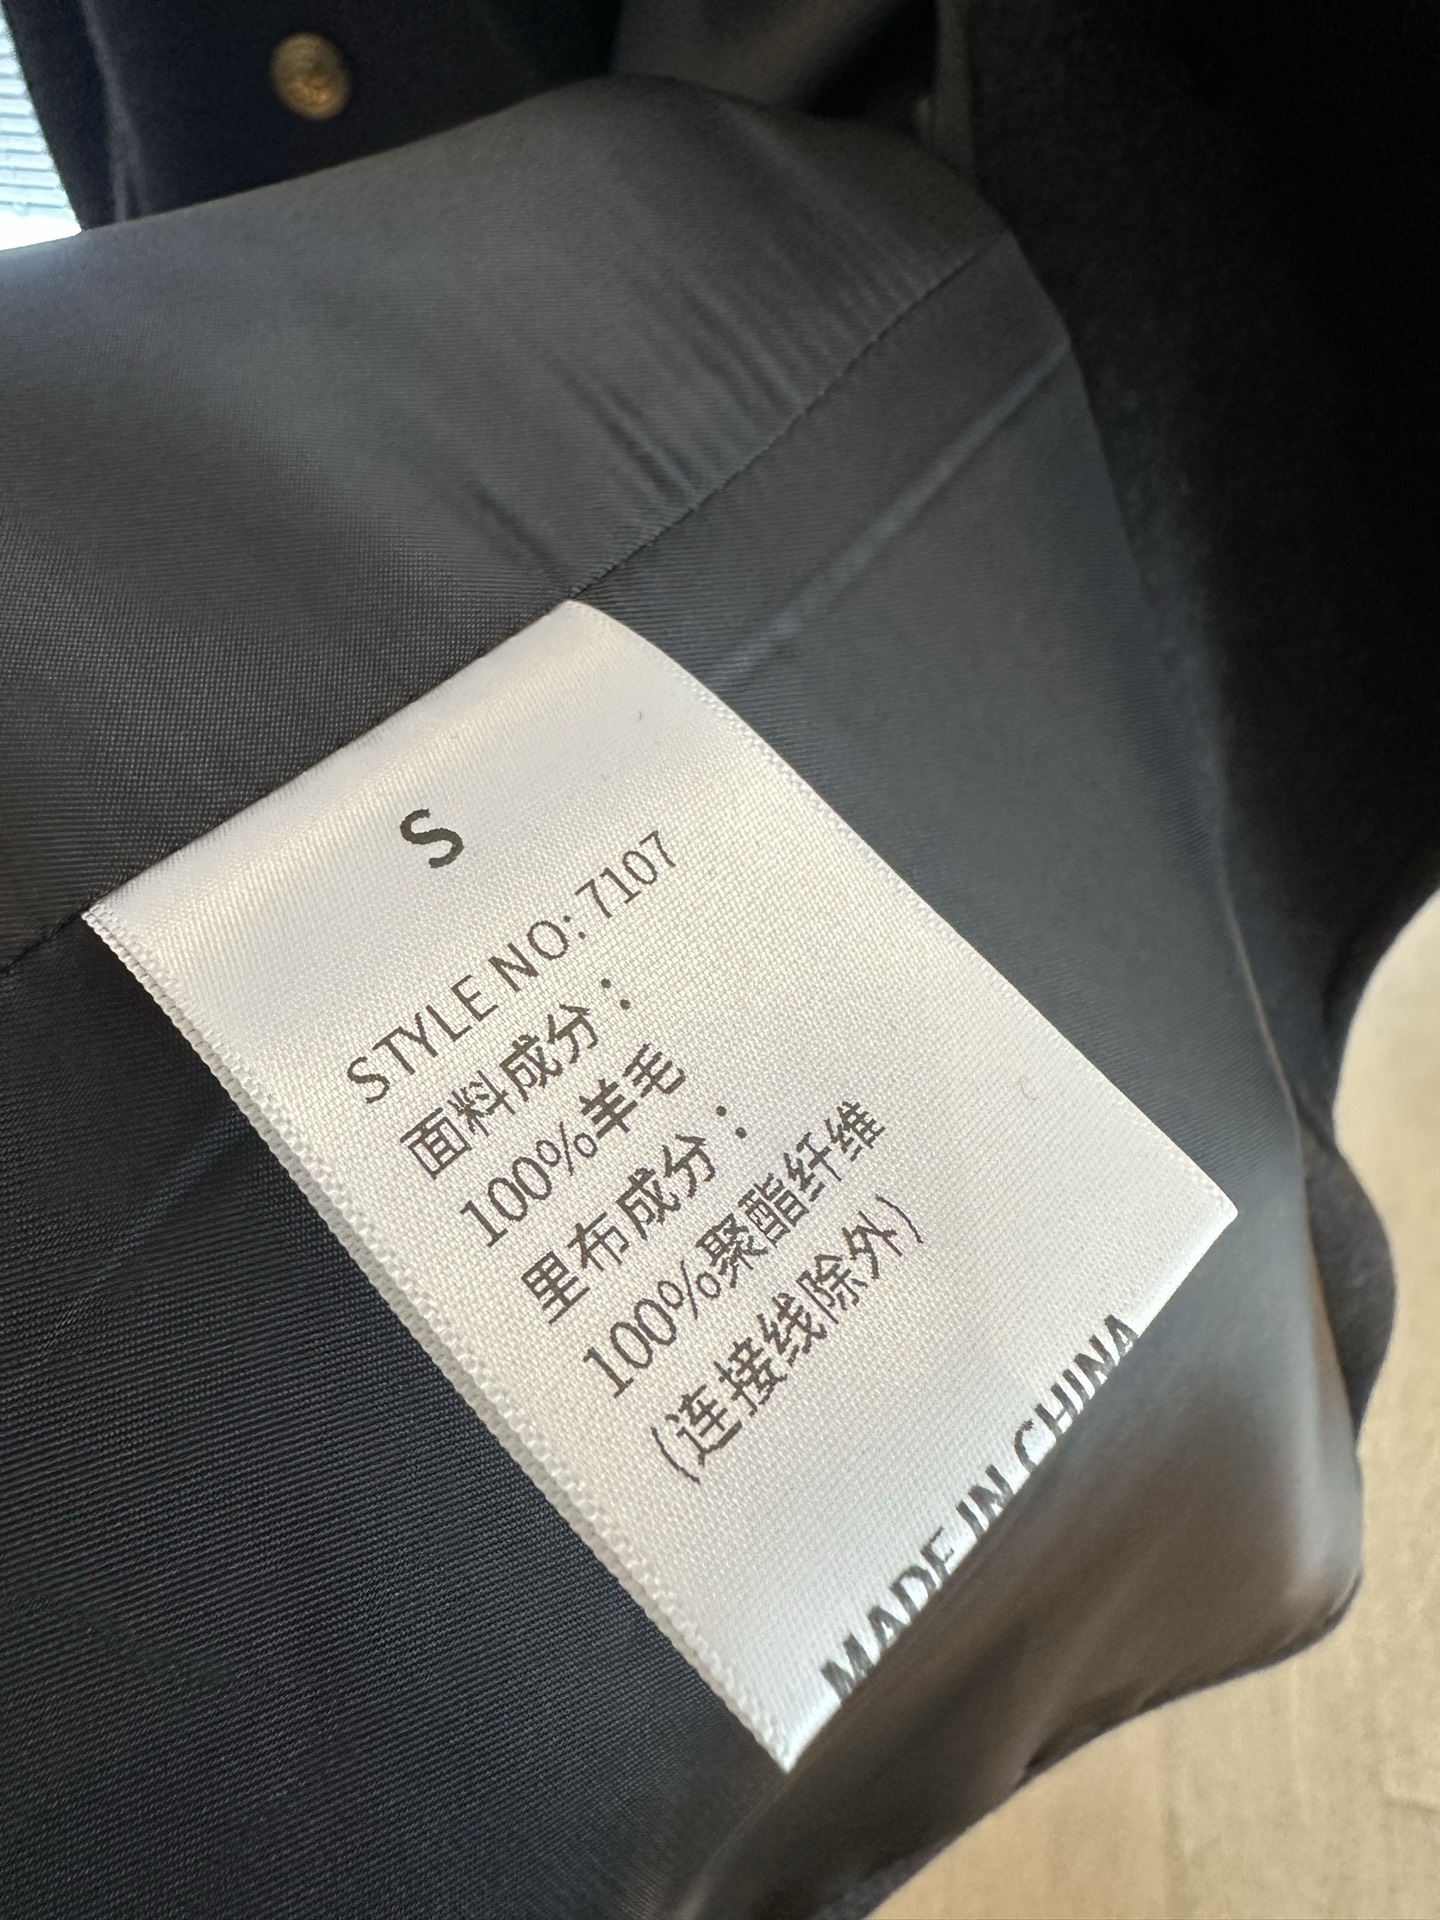 S
STYLE NO: 7107
面料成分：
100%羊毛
里布成分：
100%聚酯纤维
(连接线除外)
MADE IN CHINA